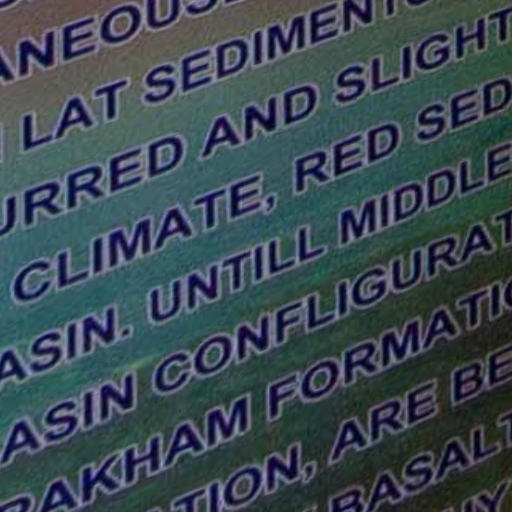 ANEOUS
LAT SEDIMENT
URRED AND SLIGHT
CLIMATE, RED SED
ASIN. UNTILL MIDDLE
ASIN CONFLIGURAT
RAKHAM FORMATIO
ATION, ARE BE
BASALT